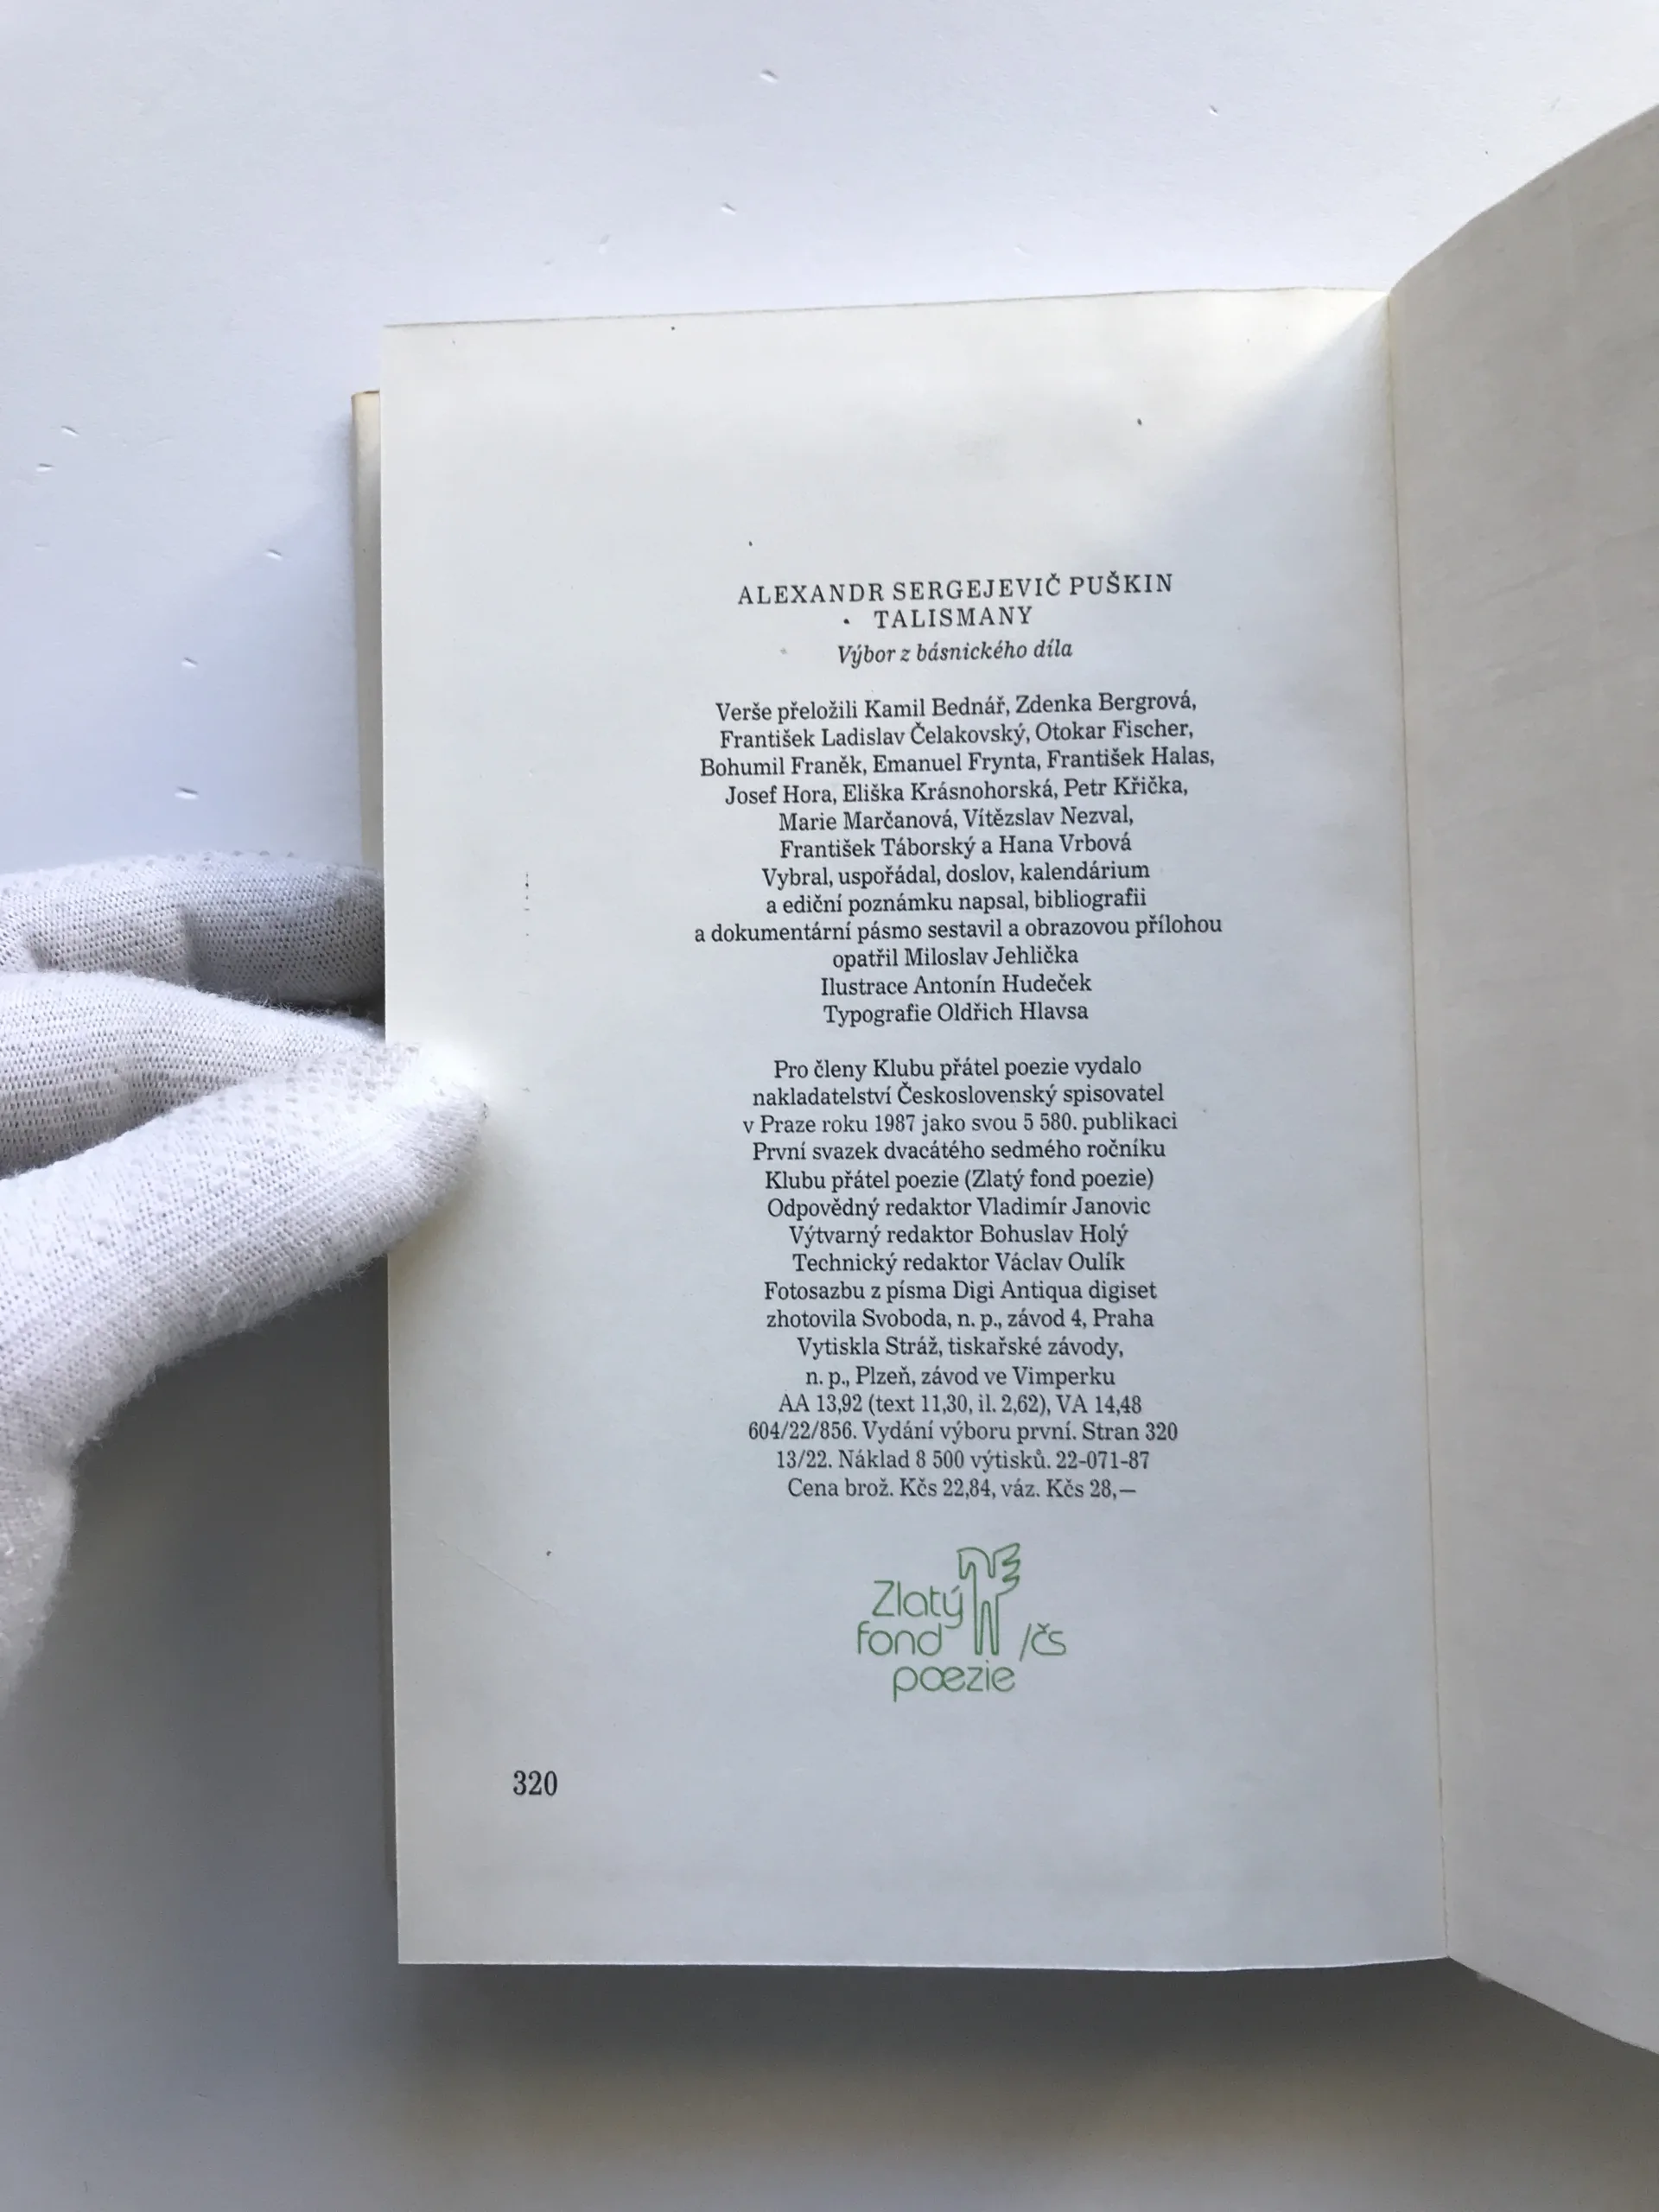 ALEXANDR SERGEJEVIČ PUŠKIN
TALISMANY
Výbor z básnického díla
Verše přeložili Kamil Bednář, Zdenka Bergrová,
František Ladislav Čelakovský, Otokar Fischer,
Bohumil Franěk, Emanuel Frynta, František Halas,
Josef Hora, Eliška Krásnohorská, Petr Křička,
Marie Marčanová, Vítězslav Nezval,
František Táborský a Hana Vrbová
Vybral, uspořádal, doslov, kalendárium
a ediční poznámku napsal, bibliografii
a dokumentární pásmo sestavil a obrazovou přílohou
opatřil Miloslav Jehlička
Ilustrace Antonín Hudeček
Typografie Oldřich Hlavsa
Pro členy Klubu přátel poezie vydalo
nakladatelství Československý spisovatel
v Praze roku 1987 jako svou 5 580. publikaci
První svazek dvacátého sedmého ročníku
Klubu přátel poezie (Zlatý fond poezie)
Odpovědný redaktor Vladimír Janovic
Výtvarný redaktor Bohuslav Holý
Technický redaktor Václav Oulík
Fotosazbu z písma Digi Antiqua digiset
zhotovila Svoboda, n. p., závod 4, Praha
Vytiskla Stráž, tiskařské závody,
n. p., Plzeň, závod ve Vimperku
AA 13,92 (text 11,30, il. 2,62), VA 14,48
604/22/856. Vydání výboru první. Stran 320
13/22. Náklad 8 500 výtisků. 22-071-87
Cena brož. Kčs 22,84, váz. Kčs 28,—
Zlatý
fond /čs
poezie
320